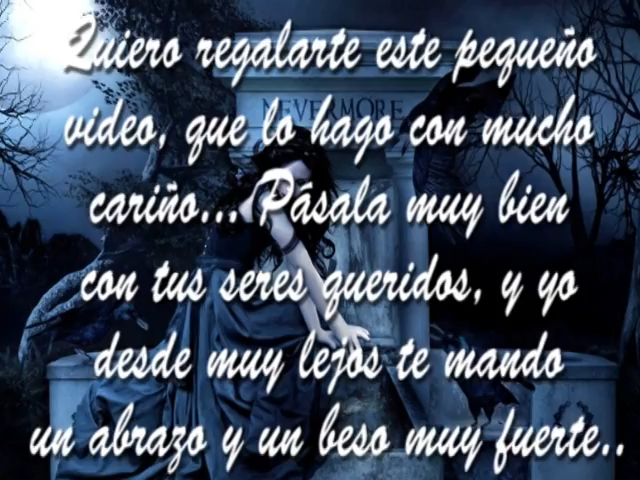 Quiero regalarte este pequeño
NEVERMORE
video, que lo hago con mucho
cariño... Pásala muy bien
con tus seres queridos, y yo
desde muy lejos te mando
un abrazo y un beso muy fuerte..